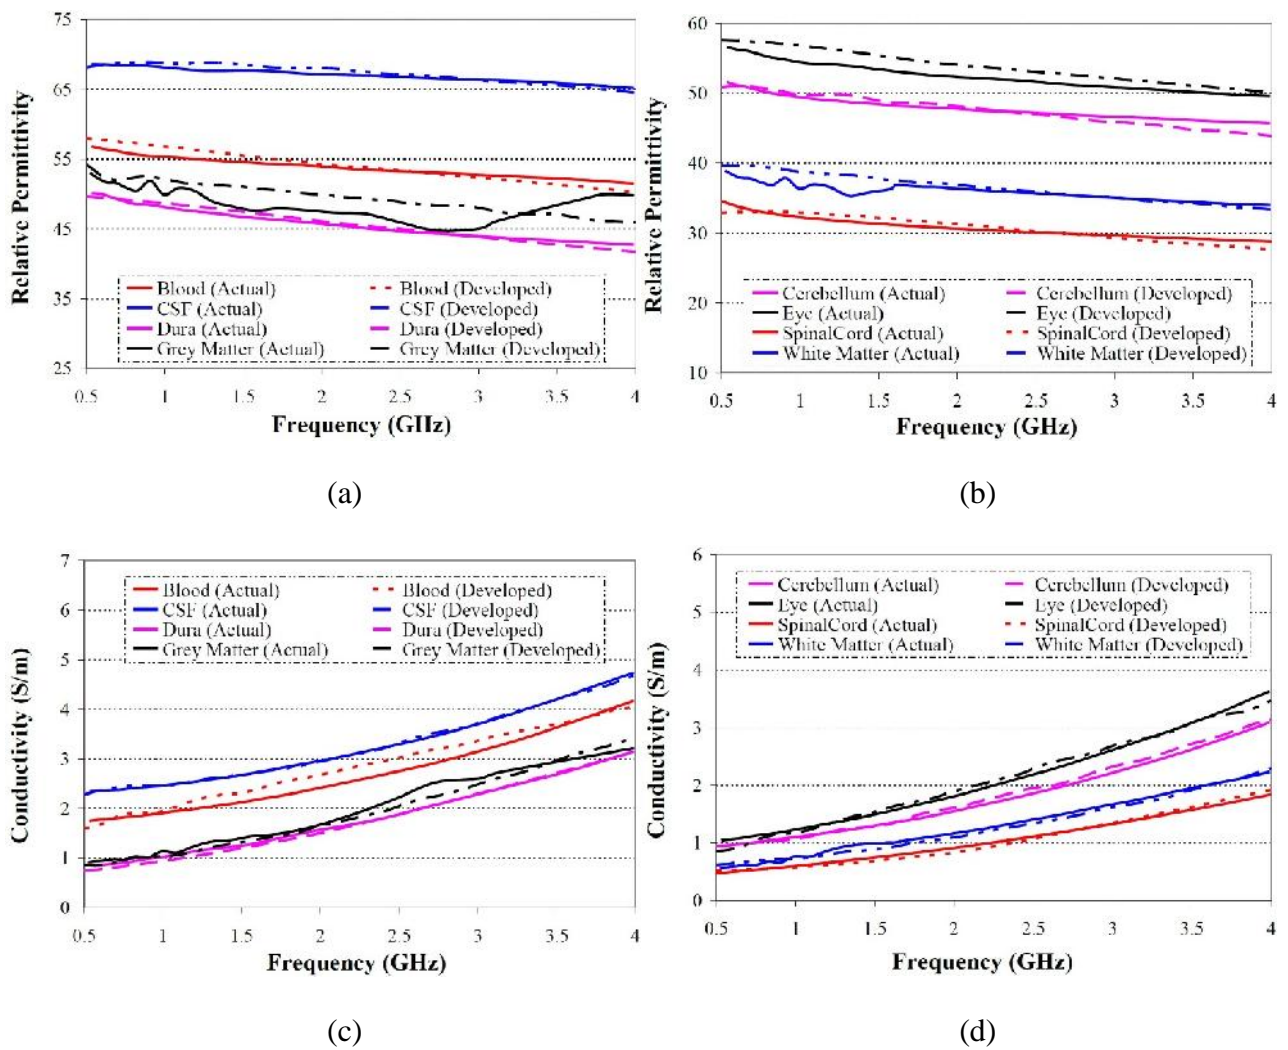 75
65
55
45
35
25
Relative Permittivity
Blood (Actual) Blood (Developed)
CSF (Actual) CSF (Developed)
Dura (Actual) Dura (Developed)
Grey Matter (Actual) Grey Matter (Developed)
0.5 1 1.5 2 2.5 3 3.5 4
Frequency (GHz)
(a)
60
50
40
30
20
10
Relative Permittivity
Cerebellum (Actual) Cerebellum (Developed)
Eye (Actual) Eye (Developed)
SpinalCord (Actual) SpinalCord (Developed)
White Matter (Actual) White Matter (Developed)
0.5 1 1.5 2 2.5 3 3.5 4
Frequency (GHz)
(b)
7
6
5
4
3
2
1
0
Conductivity (S/m)
Blood (Actual) Blood (Developed)
CSF (Actual) CSF (Developed)
Dura (Actual) Dura (Developed)
Grey Matter (Actual) Grey Matter (Developed)
0.5 1 1.5 2 2.5 3 3.5 4
Frequency (GHz)
(c)
6
5
4
3
2
1
0
Conductivity (S/m)
Cerebellum (Actual) Cerebellum (Developed)
Eye (Actual) Eye (Developed)
SpinalCord (Actual) SpinalCord (Developed)
White Matter (Actual) White Matter (Developed)
0.5 1 1.5 2 2.5 3 3.5 4
Frequency (GHz)
(d)